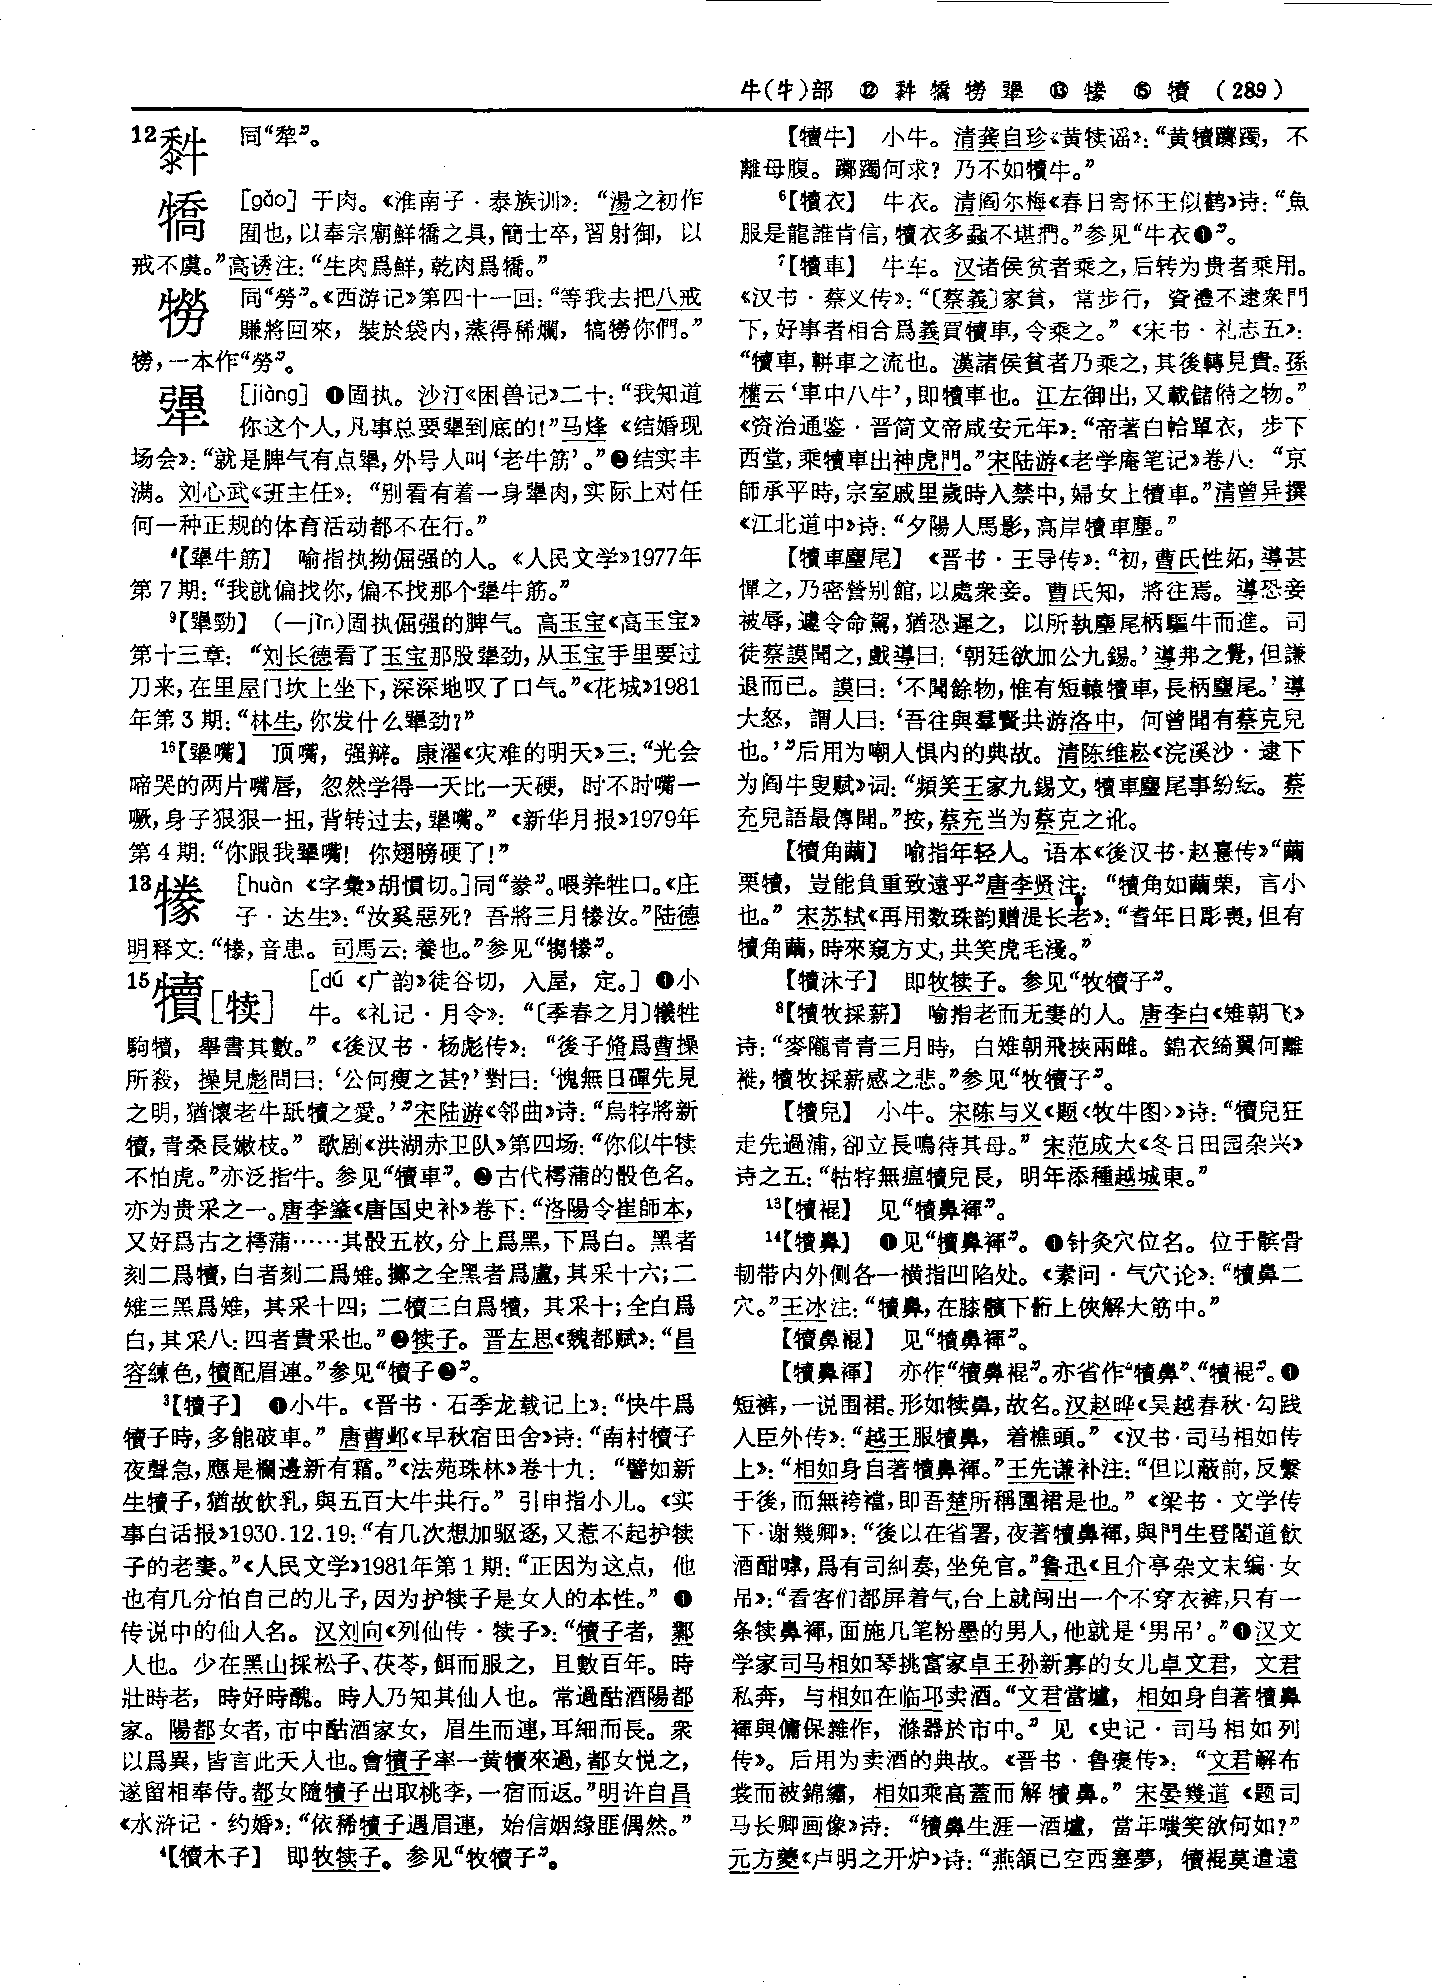 牛(牜)部 ⑫ 㸏 犞 㹎 犟 ⑬ 㹖 ⑮ 犢 (289)
12 同“犂”。
犞 [gǎo] 干肉。《淮南子·泰族训》：“湯之初作
囿也，以奉宗廟鮮犞之具，簡士卒，習射御，以
戒不虞。”高诱注：“生肉爲鮮，乾肉爲犞。”
同“勞”。《西游记》第四十一回：“等我去把八戒
賺將回來，裝於袋内，蒸得稀爛，犒㹎你們。”
㹎，一本作“勞”。
犟 [jiàng] ❶固执。沙汀《困兽记》二十：“我知道
你这个人，凡事总要犟到底的！”马烽《结婚现
场会》：“就是脾气有点犟，外号人叫‘老牛筋’。”❷结实丰
满。刘心武《班主任》：“别看有着一身犟肉，实际上对任
何一种正规的体育活动都不在行。”
4【犟牛筋】 喻指执拗倔强的人。《人民文学》1977年
第7期：“我就偏找你，偏不找那个犟牛筋。”
9【犟勁】 (—jìn)固执倔强的脾气。高玉宝《高玉宝》
第十三章：“刘长德看了玉宝那股犟劲，从玉宝手里要过
刀来，在里屋门坎上坐下，深深地叹了口气。”《花城》1981
年第3期：“林生，你发什么犟劲？”
16【犟嘴】 顶嘴，强辩。康濯《灾难的明天》三：“光会
啼哭的两片嘴唇，忽然学得一天比一天硬，时不时嘴一
噘，身子狠狠一扭，背转过去，犟嘴。”《新华月报》1979年
第4期：“你跟我犟嘴！你翅膀硬了！”
13 㹖 [huàn 《字彙》胡慣切。]同“豢”。喂养牲口。《庄
子·达生》：“汝奚惡死？吾將三月㹖汝。”陆德
明释文：“㹖，音患。司馬云：養也。”参见“犓㹖”。
15 犢[犊] [dú 《广韵》徒谷切，入屋，定。] ❶小
牛。《礼记·月令》：“〔季春之月〕犧牲
駒犢，舉書其數。”《後汉书·杨彪传》：“後子脩爲曹操
所殺，操見彪問曰：‘公何瘦之甚？’對曰：‘愧無日磾先見
之明，猶懷老牛舐犢之愛。’”宋陆游《邻曲》诗：“烏牸將新
犢，青桑長嫩枝。”歌剧《洪湖赤卫队》第四场：“你似牛犊
不怕虎。”亦泛指牛。参见“犢車”。❷古代樗蒲的骰色名。
亦为贵采之一。唐李肇《唐国史补》卷下：“洛陽令崔師本，
又好爲古之樗蒲……其骰五枚，分上爲黑，下爲白。黑者
刻二爲犢，白者刻二爲雉。擲之全黑者爲盧，其采十六；二
雉三黑爲雉，其采十四；二犢三白爲犢，其采十；全白爲
白，其采八：四者貴采也。”❸犊子。晋左思《魏都赋》：“昌
容練色，犢配眉連。”参见“犢子❷”。
3【犢子】 ❶小牛。《晋书·石季龙载记上》：“快牛爲
犢子時，多能破車。”唐曹邺《早秋宿田舍》诗：“南村犢子
夜聲急，應是欄邊新有霜。”《法苑珠林》卷十九：“譬如新
生犢子，猶故飲乳，與五百大牛共行。”引申指小儿。《实
事白话报》1930.12.19：“有几次想加驱逐，又惹不起护犊
子的老妻。”《人民文学》1981年第1期：“正因为这点，他
也有几分怕自己的儿子，因为护犊子是女人的本性。” ❷
传说中的仙人名。汉刘向《列仙传·犊子》：“犢子者，鄴
人也。少在黑山採松子、茯苓，餌而服之，且數百年。時
壯時老，時好時醜。時人乃知其仙人也。常過酤酒陽都
家。陽都女者，市中酤酒家女，眉生而連，耳細而長。衆
以爲異，皆言此天人也。會犢子牽一黄犢來過，都女悦之，
遂留相奉侍。都女隨犢子出取桃李，一宿而返。”明许自昌
《水浒记·约婚》：“依稀犢子遇眉連，始信姻緣匪偶然。”
4【犢木子】 即牧犊子。参见“牧犢子”。
【犢牛】 小牛。清龚自珍《黄犊谣》：“黄犢躑躅，不
離母腹。躑躅何求？乃不如犢牛。”
6【犢衣】 牛衣。清阎尔梅《春日寄怀王似鹤》诗：“魚
服是龍誰肯信，犢衣多蝨不堪捫。”参见“牛衣❶”。
7【犢車】 牛车。汉诸侯贫者乘之，后转为贵者乘用。
《汉书·蔡义传》：“〔蔡義〕家貧，常步行，資禮不逮衆門
下，好事者相合爲義買犢車，令乘之。”《宋书·礼志五》：
“犢車，軿車之流也。漢諸侯貧者乃乘之，其後轉見貴。孫
權云‘車中八牛’，即犢車也。江左御出，又載儲偫之物。”
《资治通鉴·晋简文帝咸安元年》：“帝著白帢單衣，步下
西堂，乘犢車出神虎門。”宋陆游《老学庵笔记》卷八：“京
師承平時，宗室戚里歲時入禁中，婦女上犢車。”清曾异撰
《江北道中》诗：“夕陽人馬影，高岸犢車塵。”
【犢車麈尾】 《晋书·王导传》：“初，曹氏性妬，導甚
憚之，乃密營别館，以處衆妾。曹氏知，將往焉。導恐妾
被辱，遽令命駕，猶恐遲之，以所執麈尾柄驅牛而進。司
徒蔡謨聞之，戲導曰：‘朝廷欲加公九錫。’導弗之覺，但謙
退而已。謨曰：‘不聞餘物，惟有短轅犢車，長柄麈尾。’導
大怒，謂人曰：‘吾往與羣賢共游洛中，何曾聞有蔡克兒
也。’”后用为嘲人惧内的典故。清陈维崧《浣溪沙·逮下
为阎牛叟赋》词：“頻笑王家九錫文，犢車麈尾事紛紜。蔡
充兒語最傳聞。”按，蔡充当为蔡克之讹。
【犢角繭】 喻指年轻人。语本《後汉书·赵憙传》“繭
栗犢，豈能負重致遠乎”唐李贤注：“犢角如繭栗，言小
也。”宋苏轼《再用数珠韵赠湜长老》：“耆年日彫喪，但有
犢角繭，時來窺方丈，共笑虎毛淺。”
【犢沐子】 即牧犊子。参见“牧犢子”。
8【犢牧採薪】 喻指老而无妻的人。唐李白《雉朝飞》
诗：“麥隴青青三月時，白雉朝飛挾兩雌。錦衣綺翼何離
褷，犢牧採薪感之悲。”参见“牧犢子”。
【犢兒】 小牛。宋陈与义《题〈牧牛图〉》诗：“犢兒狂
走先過浦，卻立長鳴待其母。”宋范成大《冬日田园杂兴》
诗之五：“牯牸無瘟犢兒長，明年添種越城東。”
13【犢裩】 见“犢鼻褌”。
14【犢鼻】 ❶见“犢鼻褌”。❷针灸穴位名。位于髌骨
韧带内外侧各一横指凹陷处。《素问·气穴论》：“犢鼻二
穴。”王冰注：“犢鼻，在膝髕下骱上俠解大筋中。”
【犢鼻裩】 见“犢鼻褌”。
【犢鼻褌】 亦作“犢鼻裩”。亦省作“犢鼻”、“犢裩”。❶
短裤，一说围裙。形如犊鼻，故名。汉赵晔《吴越春秋·勾践
入臣外传》：“越王服犢鼻，着樵頭。”《汉书·司马相如传
上》：“相如身自著犢鼻褌。”王先谦补注：“但以蔽前，反繫
于後，而無袴襠，即吾楚所稱圍裙是也。”《梁书·文学传
下·谢幾卿》：“後以在省署，夜著犢鼻褌，與門生登閣道飲
酒酣嘑，爲有司糾奏，坐免官。”鲁迅《且介亭杂文末编·女
吊》：“看客们都屏着气，台上就闯出一个不穿衣裤，只有一
条犊鼻褌，面施几笔粉墨的男人，他就是‘男吊’。”❷汉文
学家司马相如琴挑富家卓王孙新寡的女儿卓文君，文君
私奔，与相如在临邛卖酒。“文君當壚，相如身自著犢鼻
褌與傭保雜作，滌器於市中。”见《史记·司马相如列
传》。后用为卖酒的典故。《晋书·鲁褒传》：“文君解布
裳而被錦繡，相如乘高蓋而解犢鼻。”宋晏幾道《题司
马长卿画像》诗：“犢鼻生涯一酒壚，當年嗤笑欲何如？”
元方夔《卢明之开炉》诗：“燕頷已空西塞夢，犢裩莫遣遠